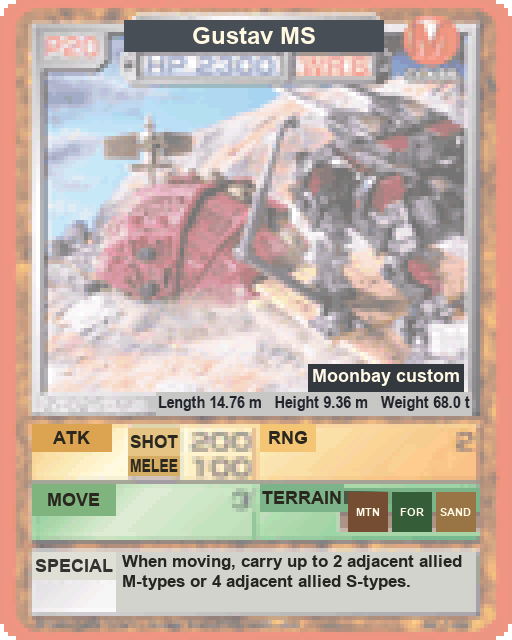 Gustav MS
P20
HP 2300
M
Moonbay custom
Length 14.76 m Height 9.36 m Weight 68.0 t
ATK SHOT 200 RNG 2
MELEE 100
MOVE 3 TERRAIN MTN FOR SAND
SPECIAL When moving, carry up to 2 adjacent allied
M-types or 4 adjacent allied S-types.